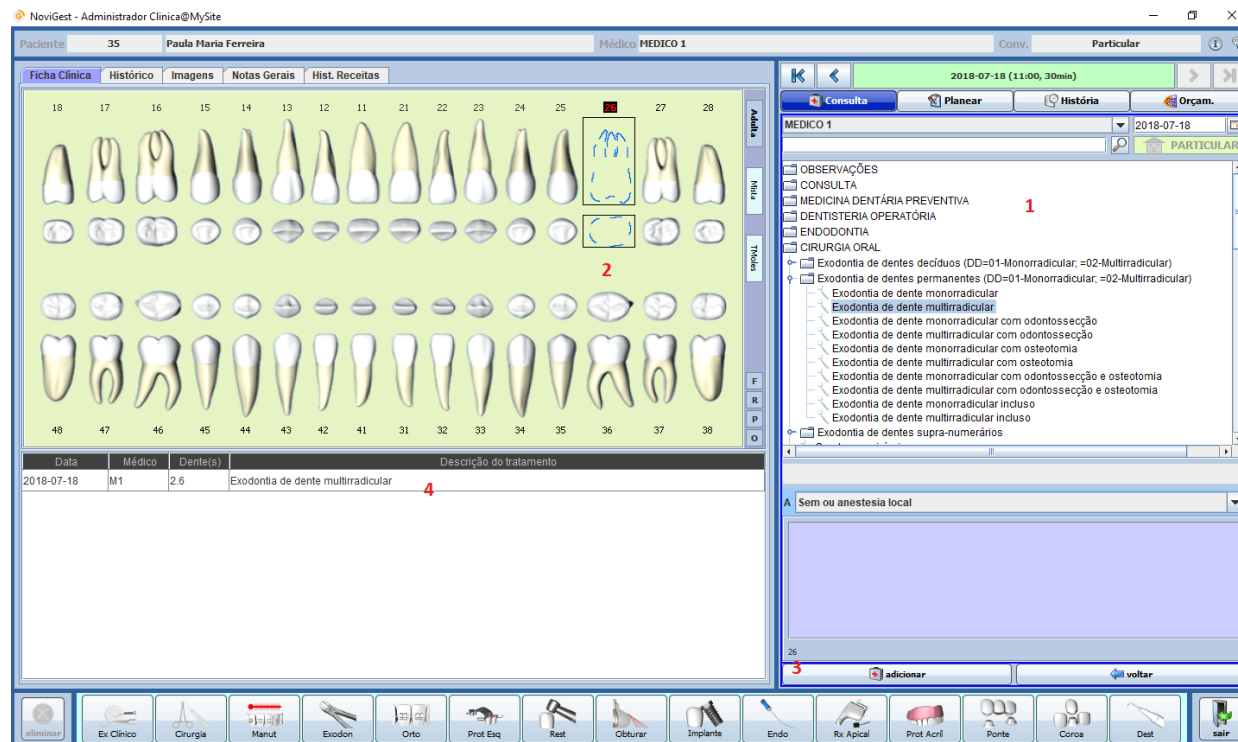 NoviGest - Administrador Clinica@MySite
Paciente 35 Paula Maria Ferreira Médico MEDICO 1 Conv. Particular
Ficha Clínica Histórico Imagens Notas Gerais Hist. Receitas
18 17 16 15 14 13 12 11 21 22 23 24 25 26 27 28
Adulta
Mista
TMoles
2
F
R
P
O
48 47 46 45 44 43 42 41 31 32 33 34 35 36 37 38
Data Médico Dente(s) Descrição do tratamento
2018-07-18 M1 2.6 Exodontia de dente multirradicular
4
2018-07-18 (11:00, 30min)
Consulta Planear História Orçam.
MEDICO 1 2018-07-18
PARTICULAR
OBSERVAÇÕES
CONSULTA
MEDICINA DENTÁRIA PREVENTIVA
1
DENTISTERIA OPERATÓRIA
ENDODONTIA
CIRURGIA ORAL
Exodontia de dentes decíduos (DD=01-Monorradicular; =02-Multirradicular)
Exodontia de dentes permanentes (DD=01-Monorradicular; =02-Multirradicular)
Exodontia de dente monorradicular
Exodontia de dente multirradicular
Exodontia de dente monorradicular com odontossecção
Exodontia de dente multirradicular com odontossecção
Exodontia de dente monorradicular com osteotomia
Exodontia de dente multirradicular com osteotomia
Exodontia de dente monorradicular com odontossecção e osteotomia
Exodontia de dente multirradicular com odontossecção e osteotomia
Exodontia de dente monorradicular incluso
Exodontia de dente multirradicular incluso
Exodontia de dentes supra-numerários
A Sem ou anestesia local
26
3
adicionar voltar
eliminar Ex Clínico Cirurgia Manut Exodon Orto Prot Esq Rest Obturar Implante Endo Rx Apical Prot Acríl Ponte Coroa Dest sair